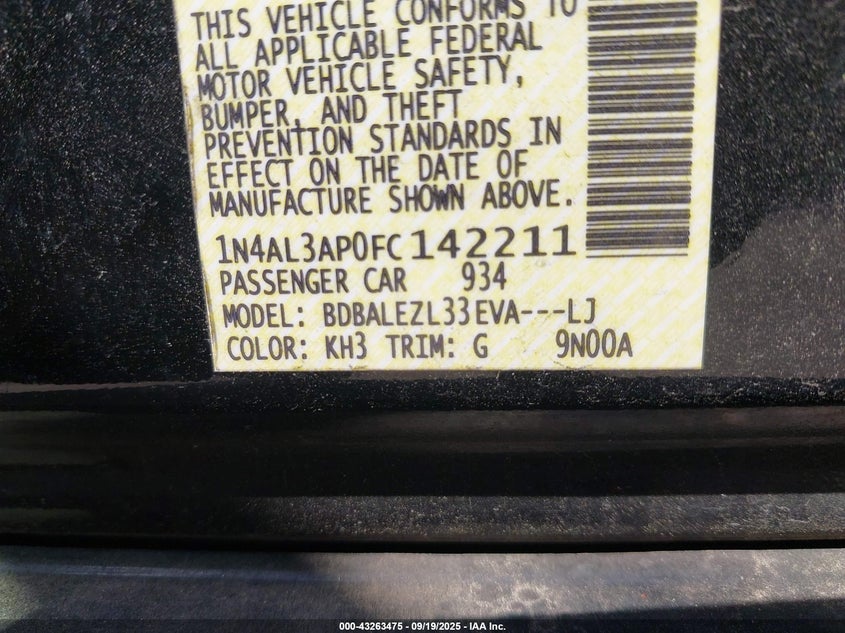 THIS VEHICLE CONFORMS TO
ALL APPLICABLE FEDERAL
MOTOR VEHICLE SAFETY,
BUMPER, AND THEFT
PREVENTION STANDARDS IN
EFFECT ON THE DATE OF
MANUFACTURE SHOWN ABOVE.
1N4AL3AP0FC142211
PASSENGER CAR 934
MODEL: BDBALEZL33EVA---LJ
COLOR: KH3 TRIM: G 9N00A
000-43263475 - 09/19/2025 - IAA Inc.